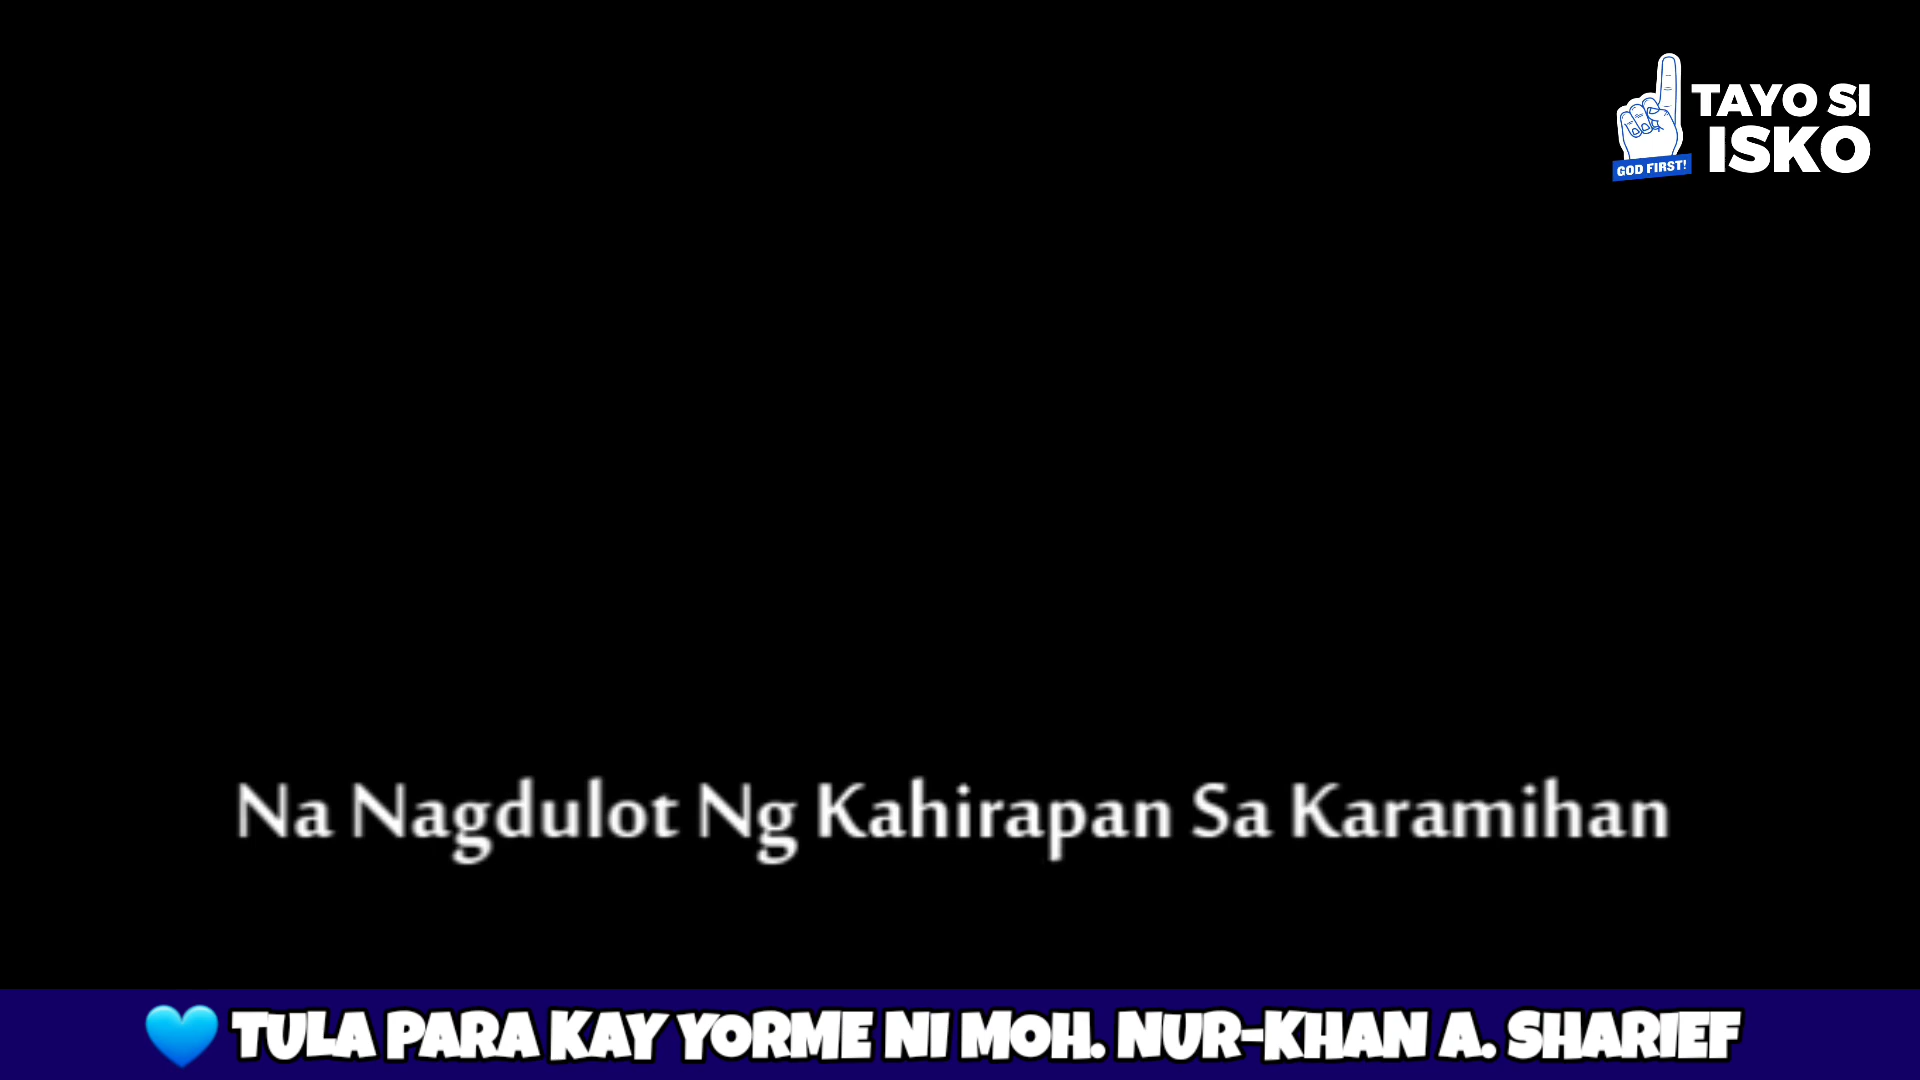 TAYO SI
ISKO
GOD FIRST!
Na Nagdulot Ng Kahirapan Sa Karamihan
💙 TULA PARA KAY YORME NI MOH. NUR-KHAN A. SHARIEF